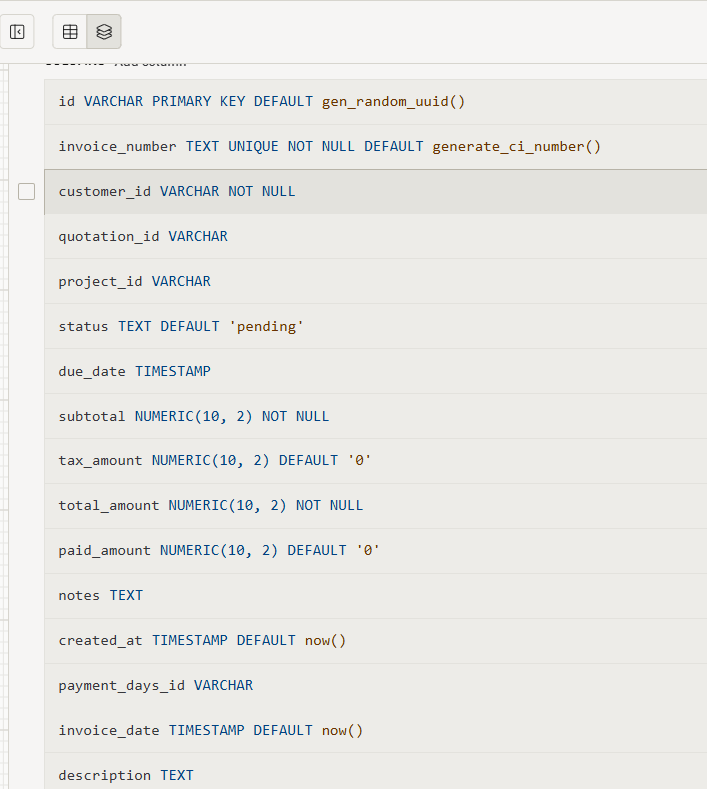 id VARCHAR PRIMARY KEY DEFAULT gen_random_uuid()
invoice_number TEXT UNIQUE NOT NULL DEFAULT generate_ci_number()
customer_id VARCHAR NOT NULL
quotation_id VARCHAR
project_id VARCHAR
status TEXT DEFAULT 'pending'
due_date TIMESTAMP
subtotal NUMERIC(10, 2) NOT NULL
tax_amount NUMERIC(10, 2) DEFAULT '0'
total_amount NUMERIC(10, 2) NOT NULL
paid_amount NUMERIC(10, 2) DEFAULT '0'
notes TEXT
created_at TIMESTAMP DEFAULT now()
payment_days_id VARCHAR
invoice_date TIMESTAMP DEFAULT now()
description TEXT